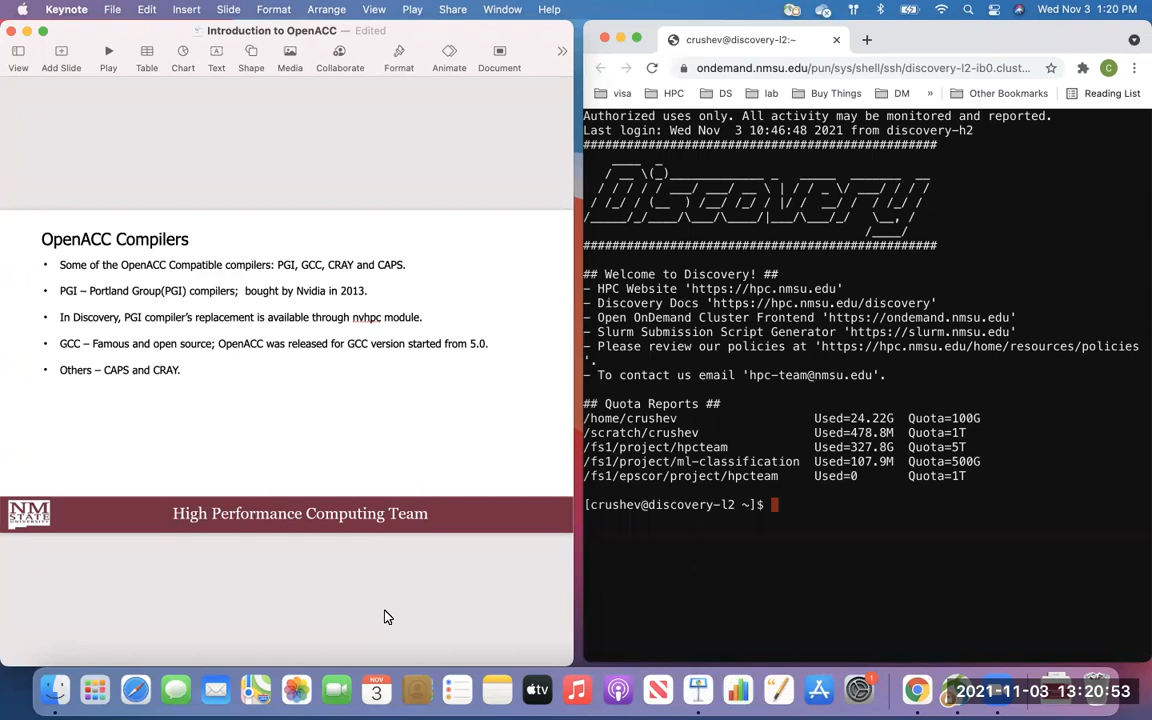 Keynote File Edit Insert Slide Format Arrange View Play Share Window Help
Wed Nov 3 1:20 PM
Introduction to OpenACC — Edited
View Add Slide Play Table Chart Text Shape Media Collaborate Format Animate Document
OpenACC Compilers
• Some of the OpenACC Compatible compilers: PGI, GCC, CRAY and CAPS.
• PGI – Portland Group(PGI) compilers; bought by Nvidia in 2013.
• In Discovery, PGI compiler's replacement is available through nvhpc module.
• GCC – Famous and open source; OpenACC was released for GCC version started from 5.0.
• Others – CAPS and CRAY.
NM
STATE
High Performance Computing Team
crushev@discovery-l2:~
ondemand.nmsu.edu/pun/sys/shell/ssh/discovery-l2-ib0.clust...
C
visa HPC DS lab Buy Things DM » Other Bookmarks Reading List
Authorized uses only. All activity may be monitored and reported.
Last login: Wed Nov  3 10:46:48 2021 from discovery-h2
#################################################
Discovery
#################################################
## Welcome to Discovery! ##
- HPC Website 'https://hpc.nmsu.edu'
- Discovery Docs 'https://hpc.nmsu.edu/discovery'
- Open OnDemand Cluster Frontend 'https://ondemand.nmsu.edu'
- Slurm Submission Script Generator 'https://slurm.nmsu.edu'
- Please review our policies at 'https://hpc.nmsu.edu/home/resources/policies
'.
- To contact us email 'hpc-team@nmsu.edu'.
## Quota Reports ##
/home/crushev Used=24.22G Quota=100G
/scratch/crushev Used=478.8M Quota=1T
/fs1/project/hpcteam Used=327.8G Quota=5T
/fs1/project/ml-classification Used=107.9M Quota=500G
/fs1/epscor/project/hpcteam Used=0 Quota=1T
[crushev@discovery-l2 ~]$
NOV
3
tv
1
2021-11-03 13:20:53